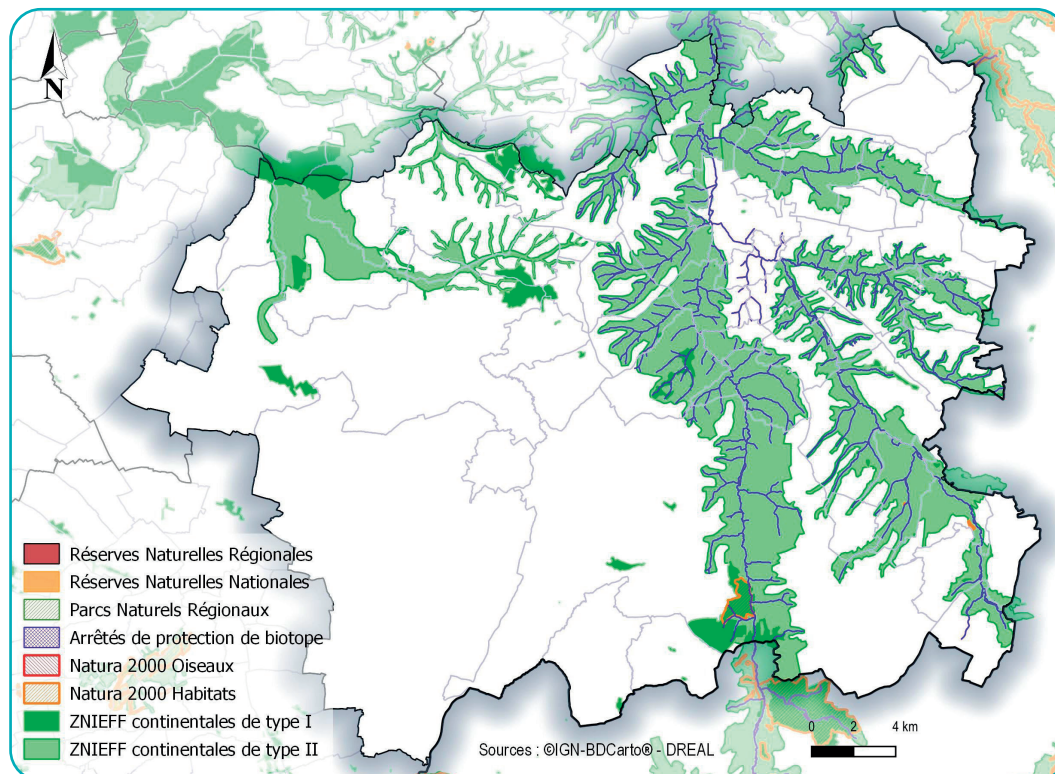 N
Réserves Naturelles Régionales
Réserves Naturelles Nationales
Parcs Naturels Régionaux
Arrêtés de protection de biotope
Natura 2000 Oiseaux
Natura 2000 Habitats
ZNIEFF continentales de type I
ZNIEFF continentales de type II
Sources : ©IGN-BDCarto® - DREAL
0 2 4 km